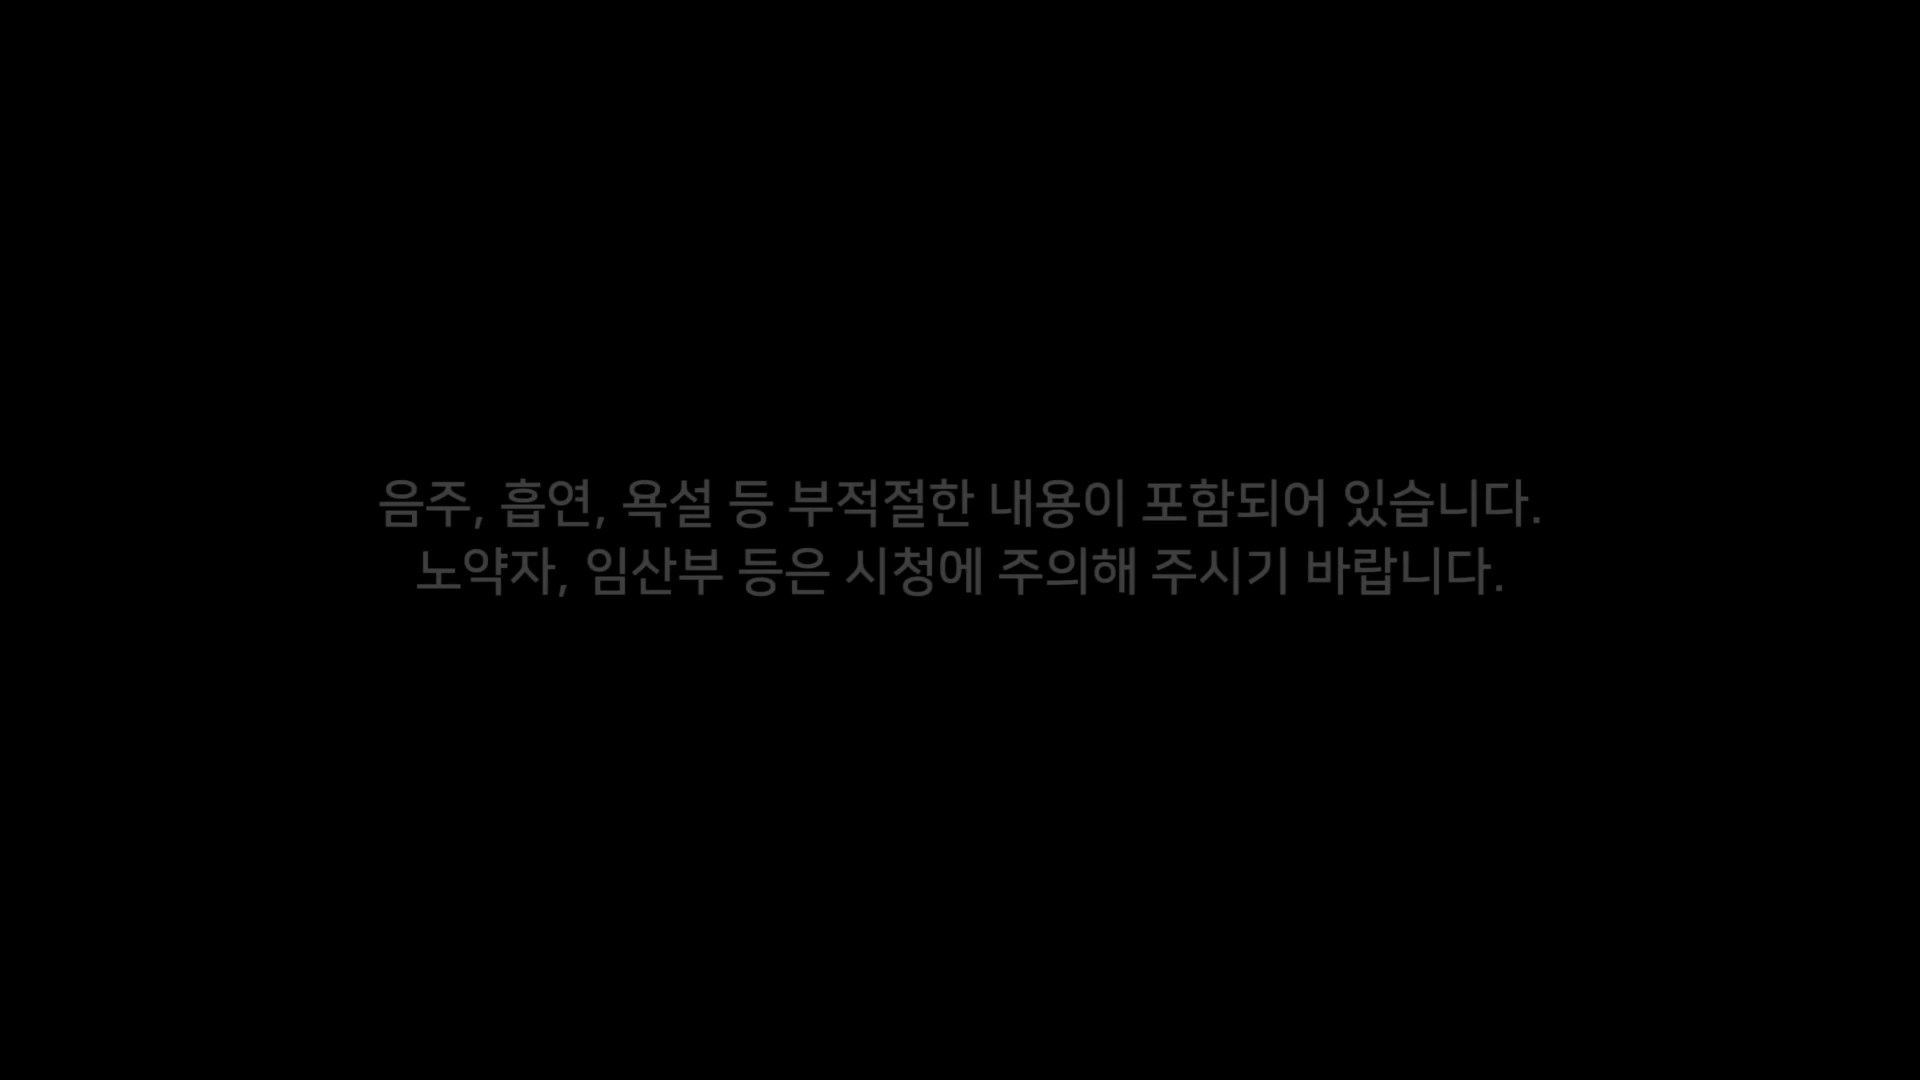 음주, 흡연, 욕설 등 부적절한 내용이 포함되어 있습니다.
노약자, 임산부 등은 시청에 주의해 주시기 바랍니다.